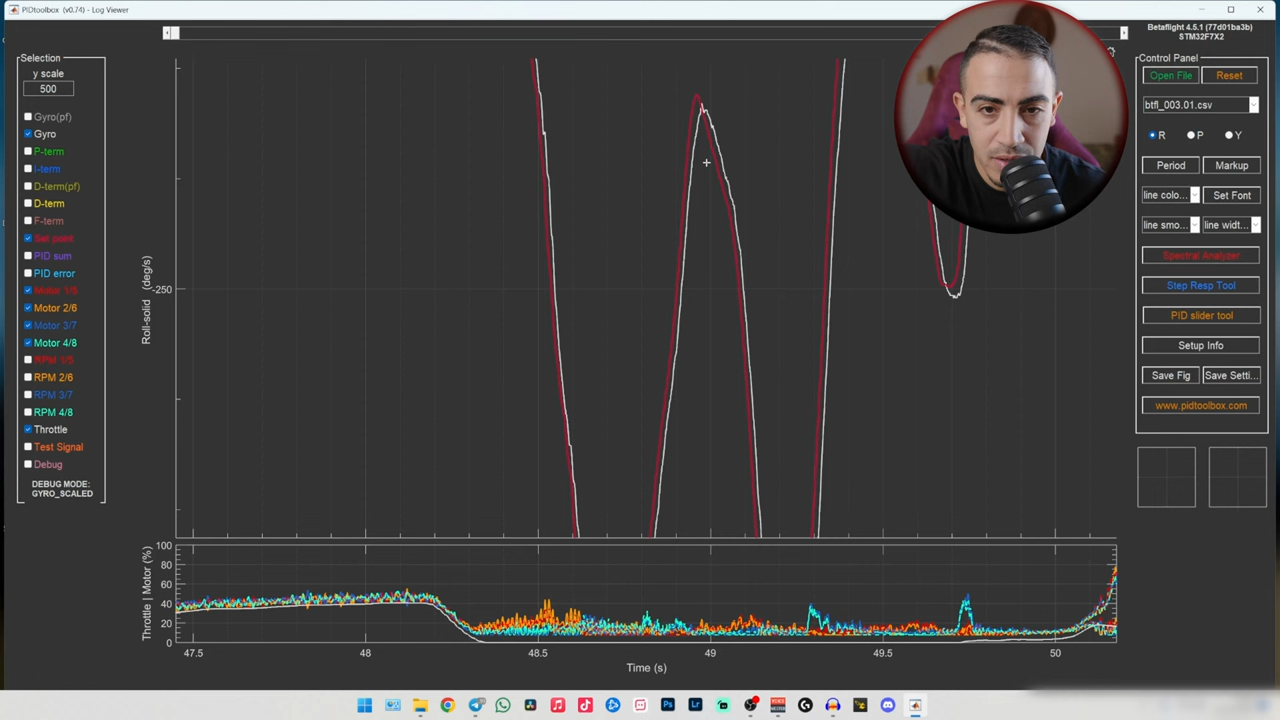 PIDtoolbox (v0.74) - Log Viewer
Betaflight 4.5.1 (77d01ba3b)
STM32F7X2
Selection
y scale
500
Gyro(pf)
Gyro
P-term
I-term
D-term(pf)
D-term
F-term
Set point
PID sum
PID error
Motor 1/5
Motor 2/6
Motor 3/7
Motor 4/8
RPM 1/5
RPM 2/6
RPM 3/7
RPM 4/8
Throttle
Test Signal
Debug
DEBUG MODE:
GYRO_SCALED
Roll-solid (deg/s)
-250
Throttle | Motor (%)
100
80
60
40
20
0
47.5 48 48.5 49 49.5 50
Time (s)
Control Panel
Open File Reset
btfl_003.01.csv
R P Y
Period Markup
line colo... Set Font
line smo... line widt...
Spectral Analyzer
Step Resp Tool
PID slider tool
Setup Info
Save Fig Save Setti...
www.pidtoolbox.com
Ps Lr